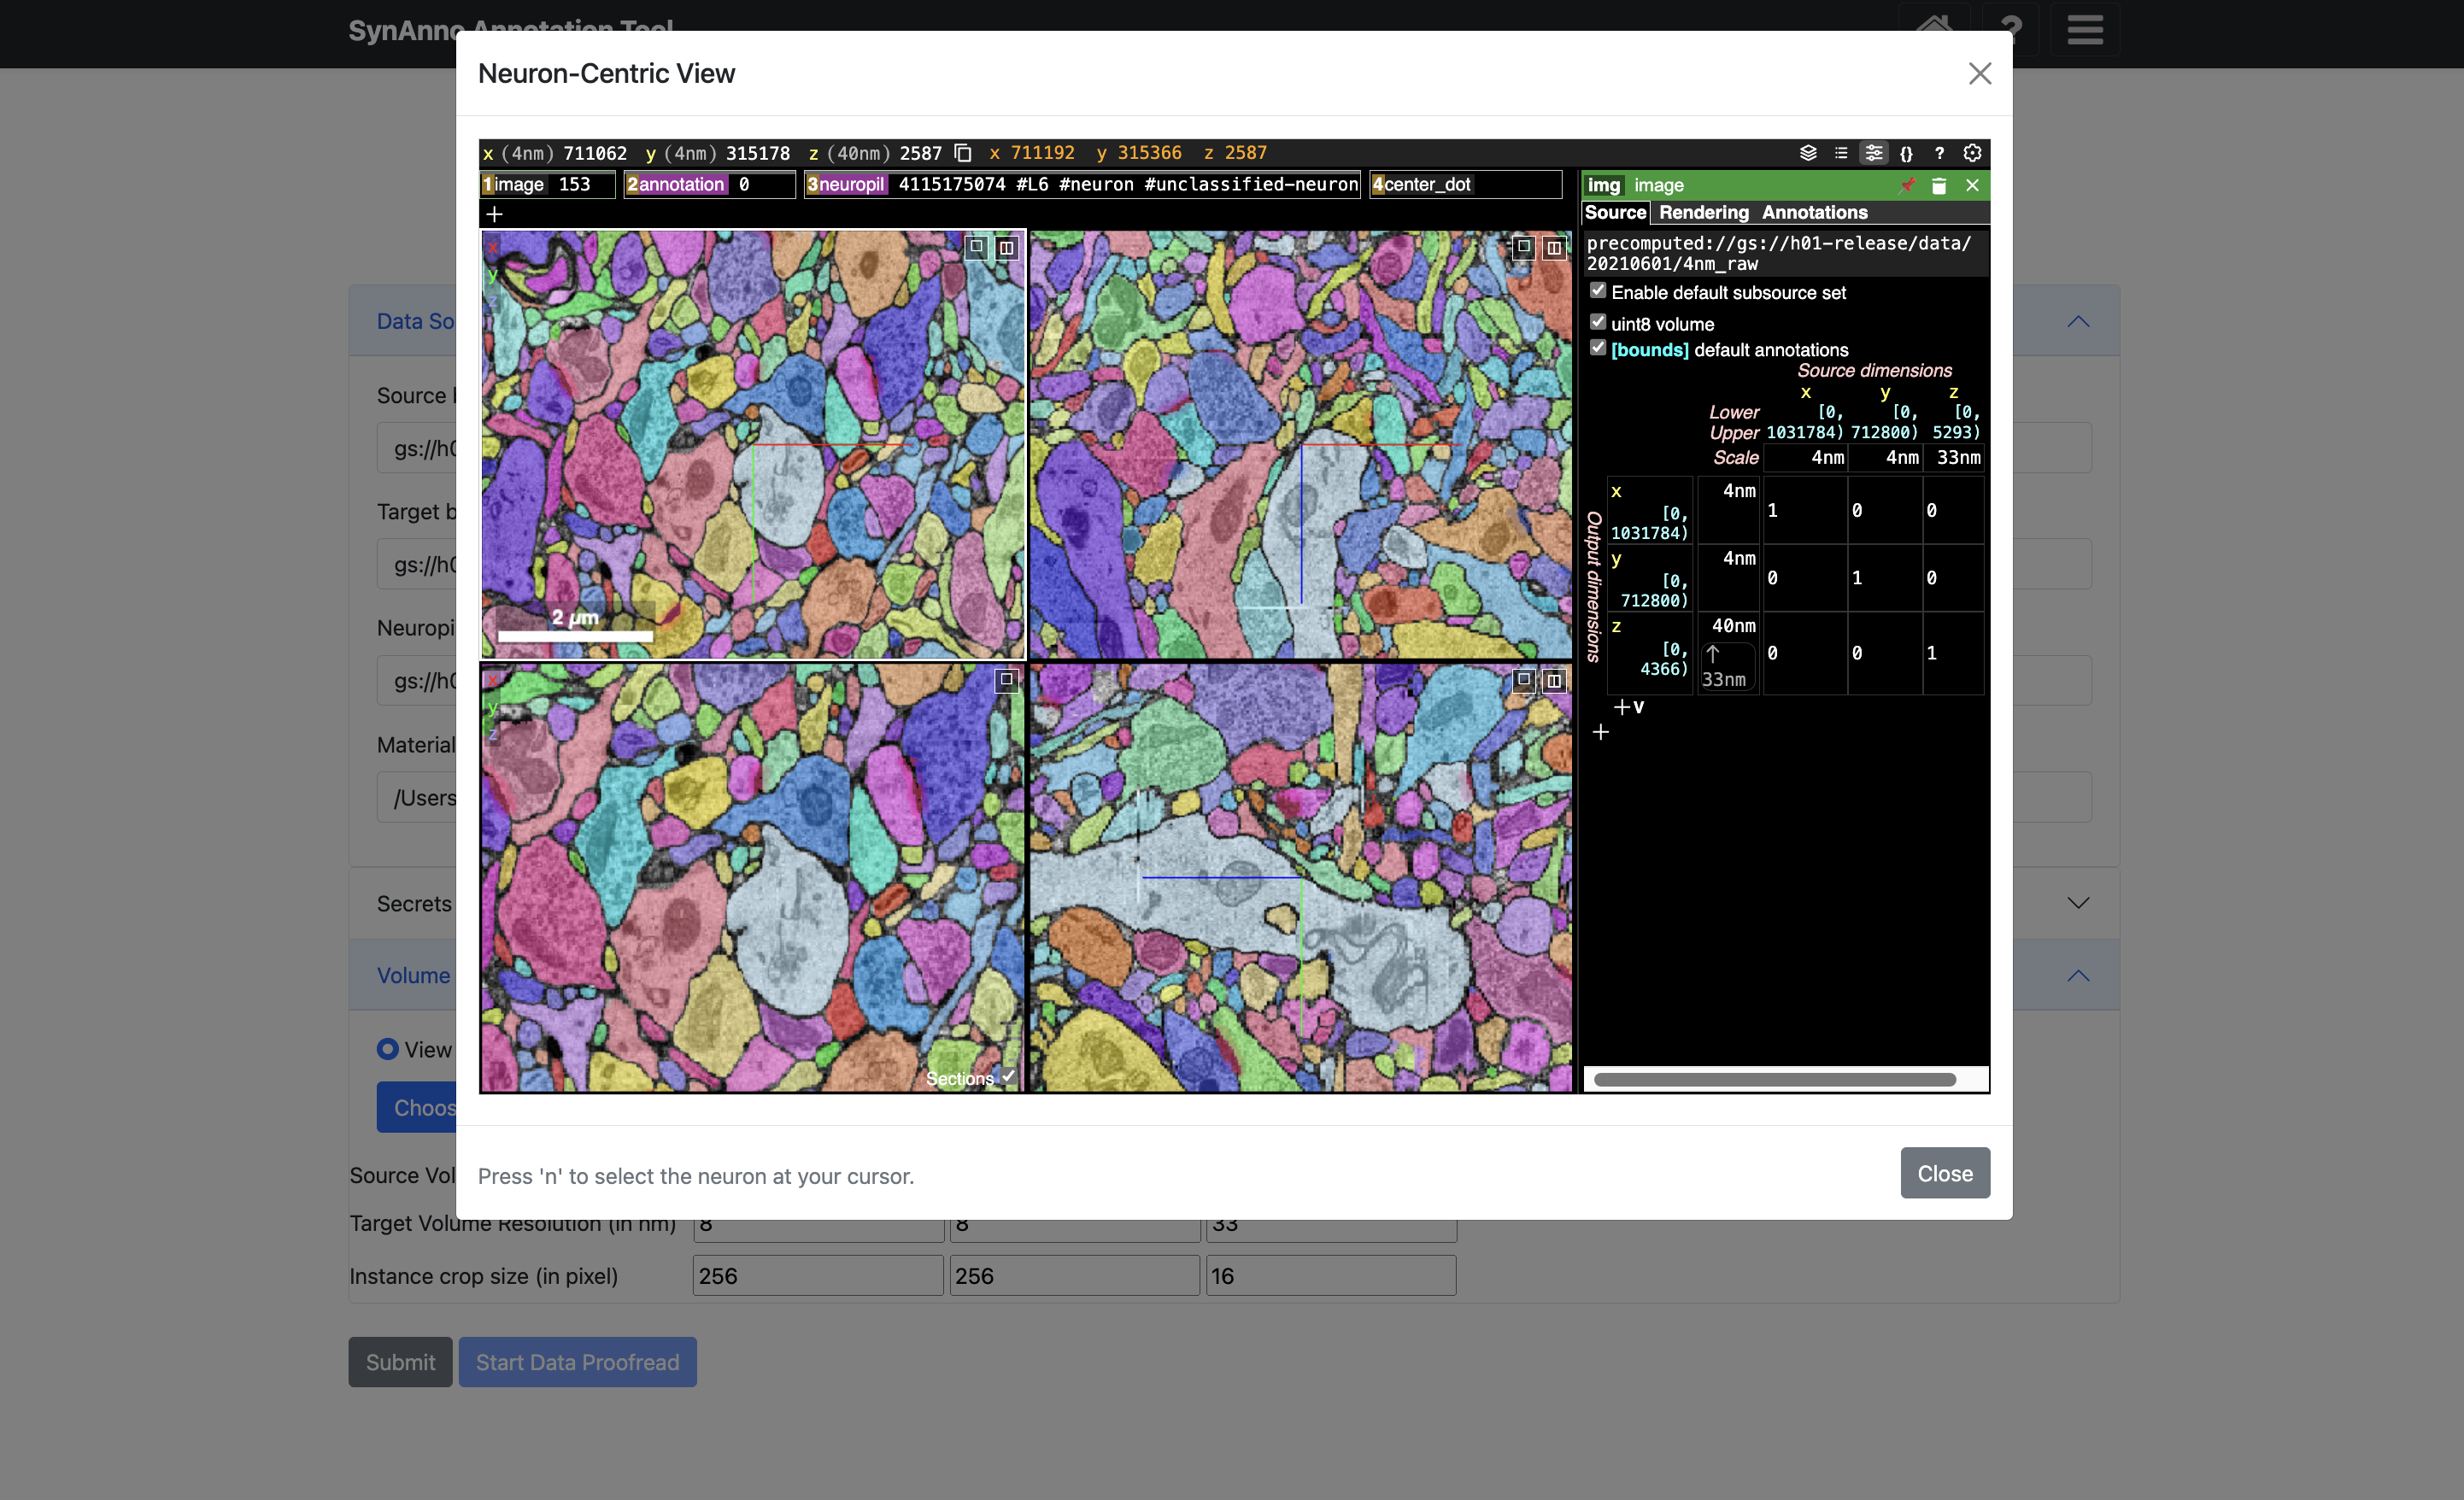 SynAnno Annotation Tool
?
Neuron-Centric View
x (4nm) 711062 y (4nm) 315178 z (40nm) 2587 x 711192 y 315366 z 2587
{} ?
1image 153 2annotation 0 3neuropil 4115175074 #L6 #neuron #unclassified-neuron 4center_dot
+
img image
Source Rendering Annotations
precomputed://gs://h01-release/data/
20210601/4nm_raw
Enable default subsource set
uint8 volume
[bounds] default annotations
Source dimensions
x y z
Lower [0, [0, [0,
Upper 1031784) 712800) 5293)
Scale 4nm 4nm 33nm
Output dimensions
x 4nm
[0, 1 0 0
1031784)
y 4nm
[0, 0 1 0
712800)
z 40nm
[0, 0 0 1
4366) ↑
33nm
+v
+
x
y
z
2 µm
x
y
z
Sections
Press 'n' to select the neuron at your cursor.
Close
Data So
Source
gs://h0
Target b
gs://h0
Neuropi
gs://h0
Material
/Users
Secrets
Volume
View
Choos
Source Vol
Target Volume Resolution (in nm) 8 8 33
Instance crop size (in pixel) 256 256 16
Submit Start Data Proofread